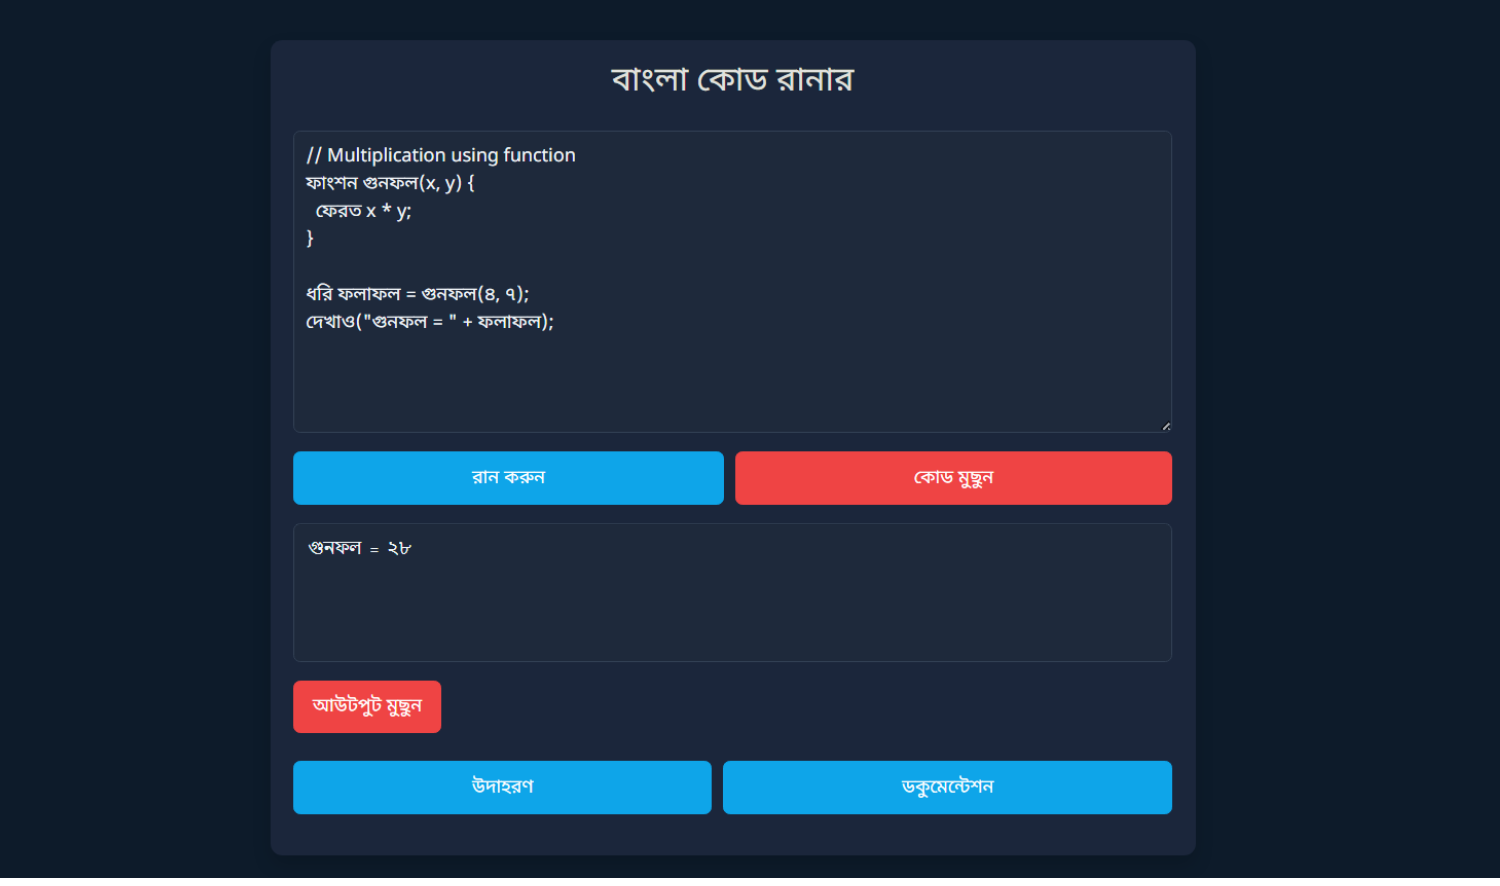 বাংলা কোড রানার
// Multiplication using function
ফাংশন গুনফল(x, y) {
  ফেরত x * y;
}
ধরি ফলাফল = গুনফল(৪, ৭);
দেখাও("গুনফল = " + ফলাফল);
রান করুন
কোড মুছুন
গুনফল = ২৮
আউটপুট মুছুন
উদাহরণ
ডকুমেন্টেশন